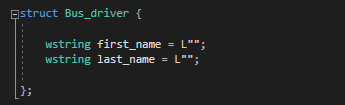 struct Bus_driver {
wstring first_name = L"";
wstring last_name = L"";
};